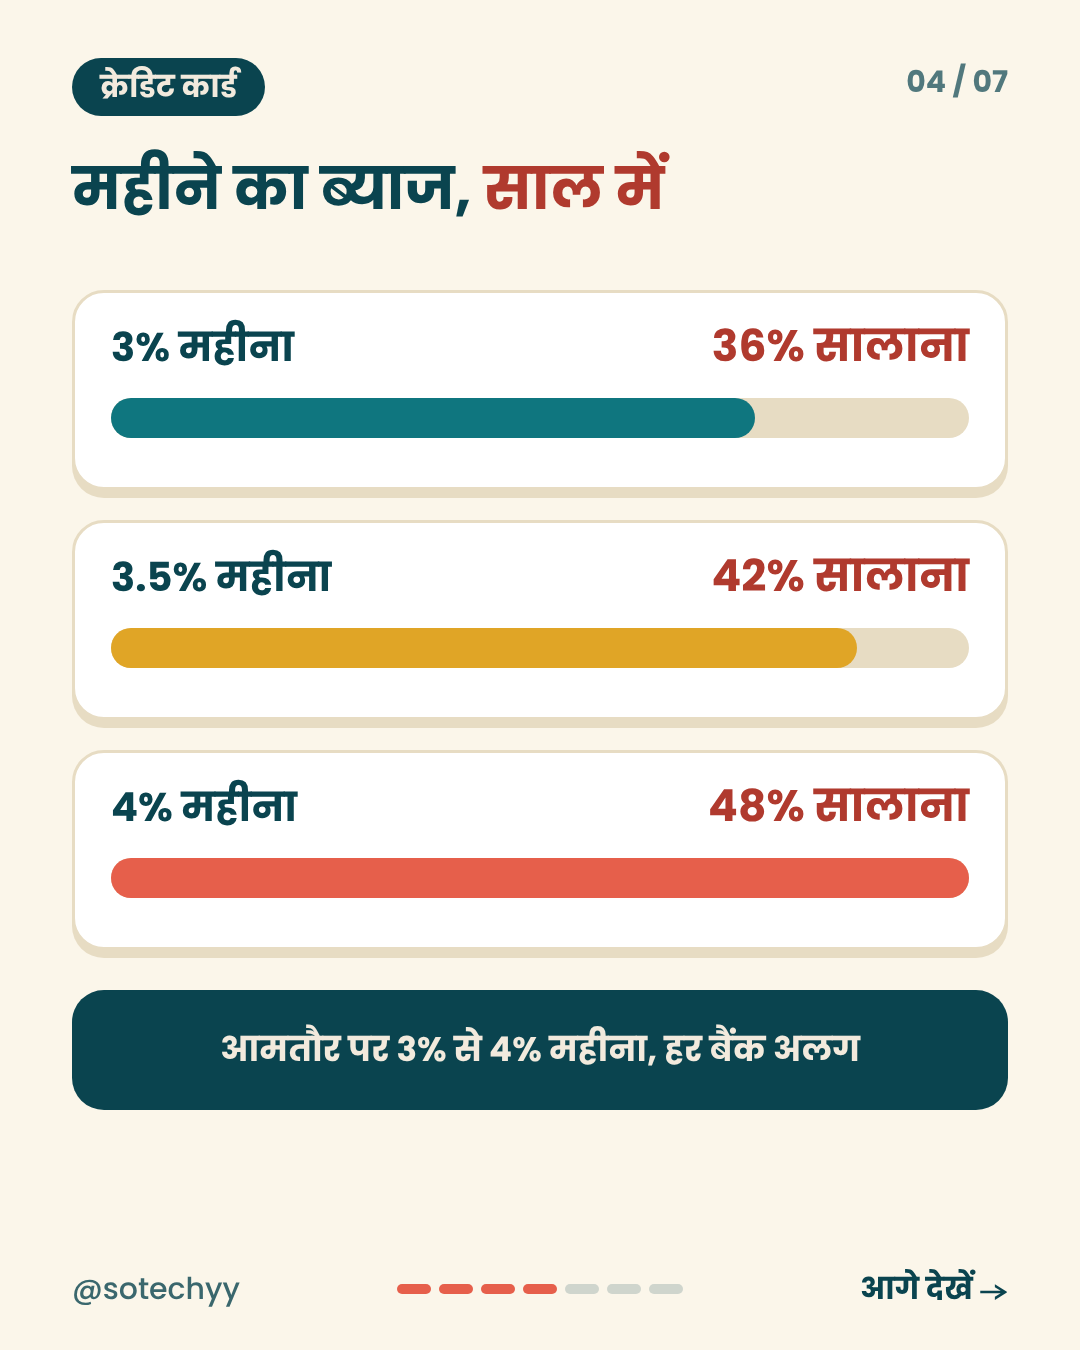 क्रेडिट कार्ड
04 / 07
महीने का ब्याज, साल में
3% महीना
36% सालाना
3.5% महीना
42% सालाना
4% महीना
48% सालाना
आमतौर पर 3% से 4% महीना, हर बैंक अलग
@sotechyy
आगे देखें →